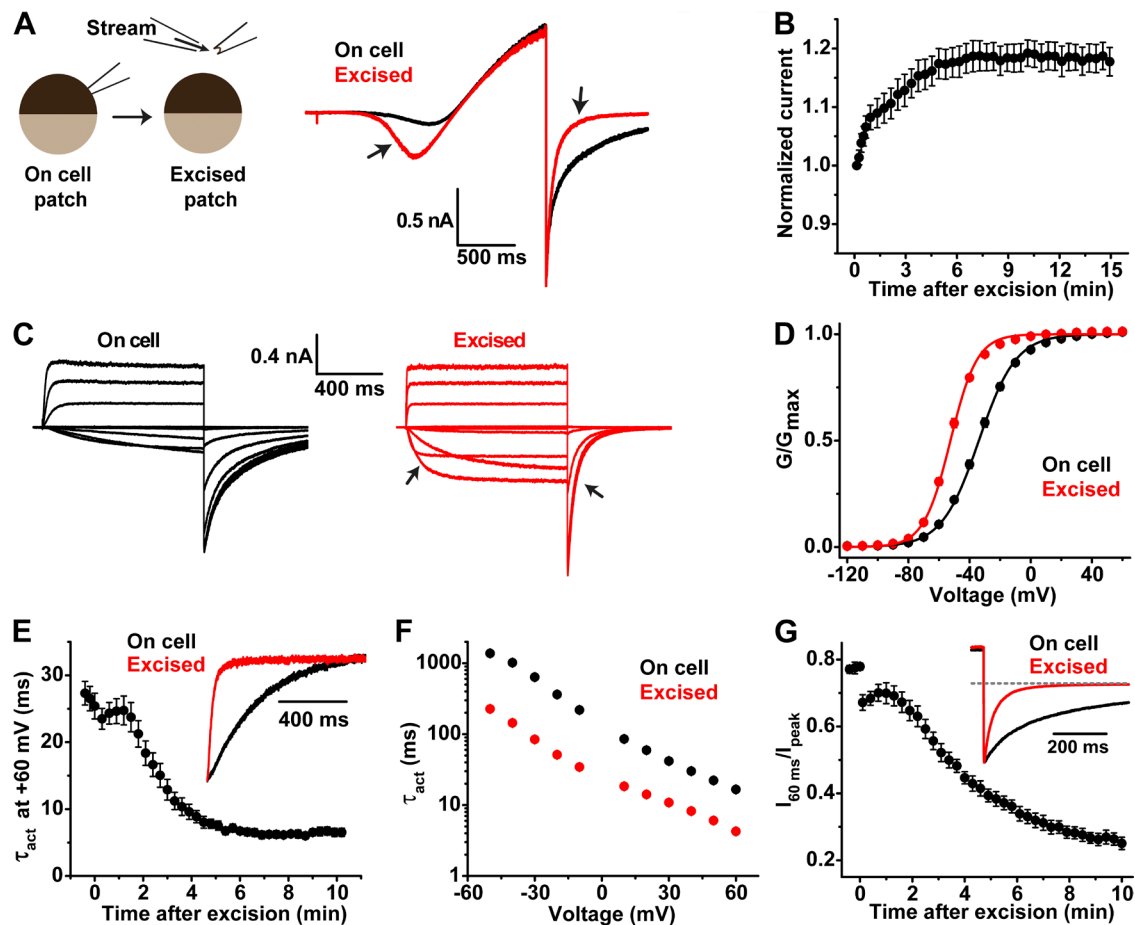 A
Stream
On cell
patch
Excised
patch
On cell
Excised
0.5 nA
500 ms
B
Normalized current
1.2
1.1
1.0
0.9
0 3 6 9 12 15
Time after excision (min)
C
On cell
0.4 nA
400 ms
Excised
D
G/Gmax
1.0
0.5
0.0
On cell
Excised
-120 -80 -40 0 40
Voltage (mV)
E
τact at +60 mV (ms)
30
20
10
0
On cell
Excised
400 ms
0 2 4 6 8 10
Time after excision (min)
F
τact (ms)
1000
100
10
1
On cell
Excised
-60 -30 0 30 60
Voltage (mV)
G
I60 ms/Ipeak
0.8
0.6
0.4
0.2
On cell
Excised
200 ms
0 2 4 6 8 10
Time after excision (min)